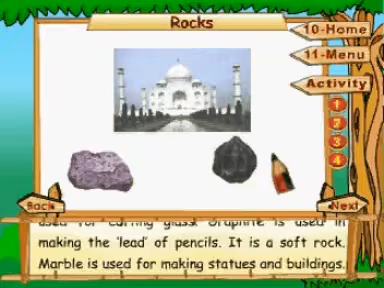 Rocks
10-Home
11-Menu
Activity
1
2
3
4
Back
Next
used for cutting glass. Graphite is used in
making the 'lead' of pencils. It is a soft rock.
Marble is used for making statues and buildings.